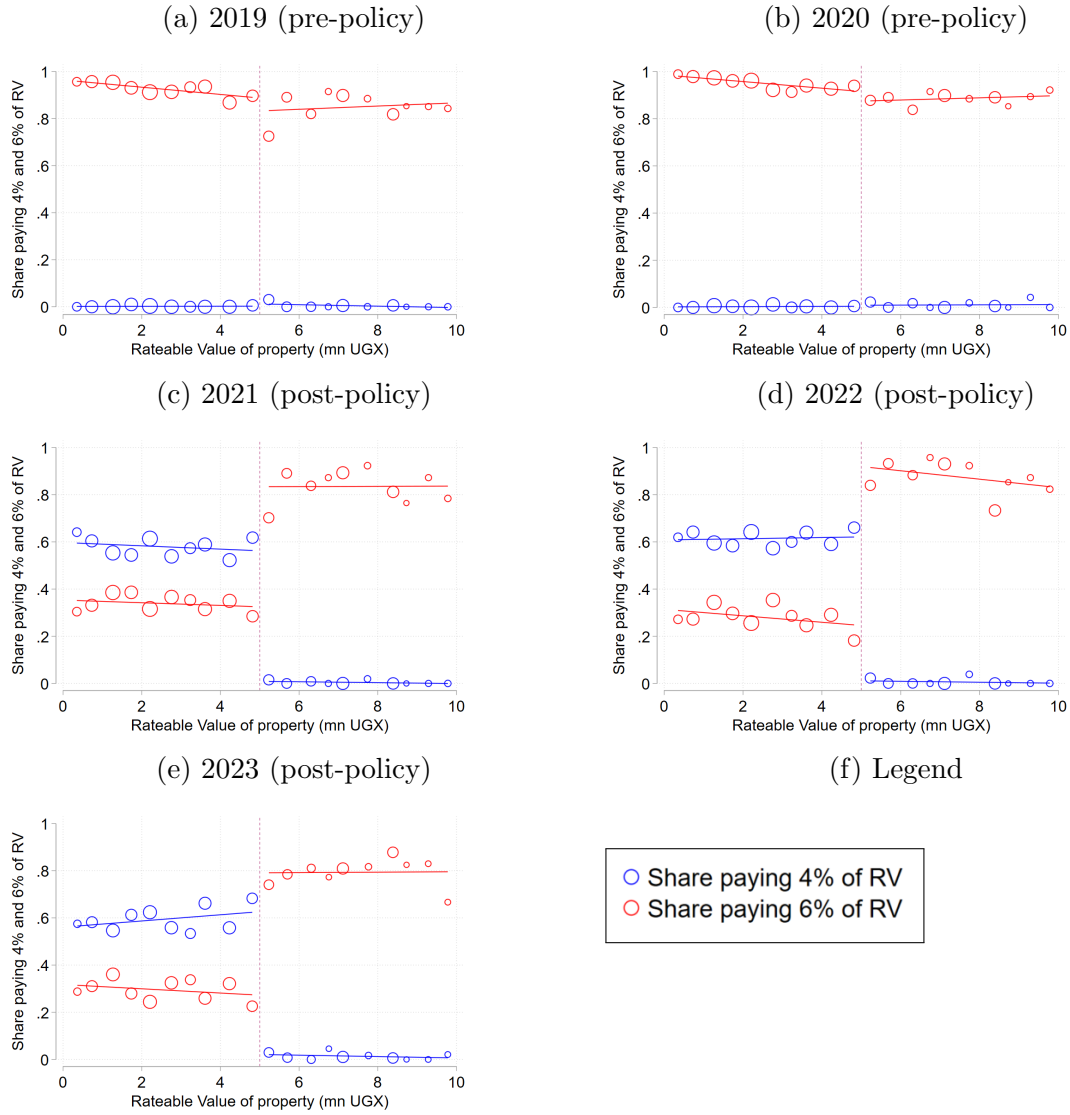 (a) 2019 (pre-policy)
Share paying 4% and 6% of RV
1
.8
.6
.4
.2
0
0 2 4 6 8 10
Rateable Value of property (mn UGX)
(b) 2020 (pre-policy)
Share paying 4% and 6% of RV
1
.8
.6
.4
.2
0
0 2 4 6 8 10
Rateable Value of property (mn UGX)
(c) 2021 (post-policy)
Share paying 4% and 6% of RV
1
.8
.6
.4
.2
0
0 2 4 6 8 10
Rateable Value of property (mn UGX)
(d) 2022 (post-policy)
Share paying 4% and 6% of RV
1
.8
.6
.4
.2
0
0 2 4 6 8 10
Rateable Value of property (mn UGX)
(e) 2023 (post-policy)
Share paying 4% and 6% of RV
1
.8
.6
.4
.2
0
0 2 4 6 8 10
Rateable Value of property (mn UGX)
(f) Legend
Share paying 4% of RV
Share paying 6% of RV